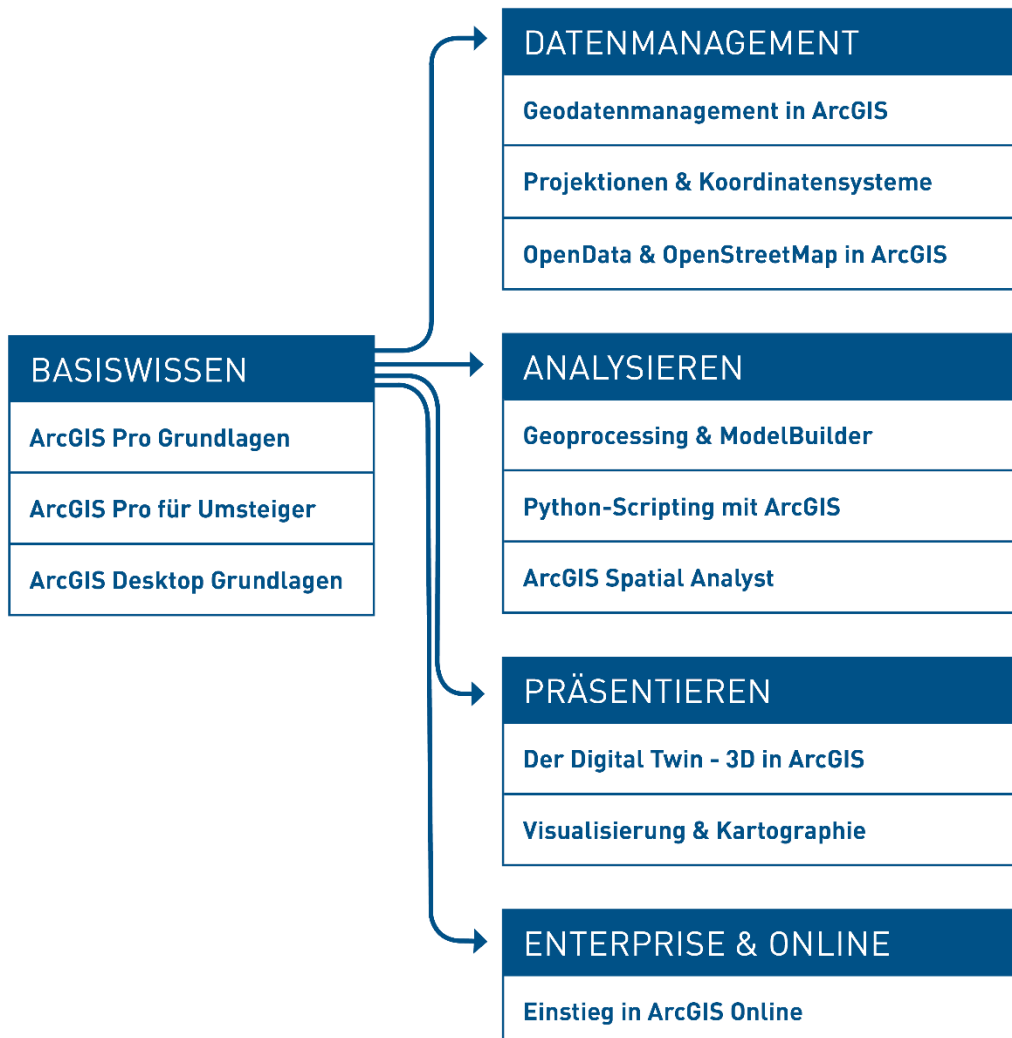 BASISWISSEN
ArcGIS Pro Grundlagen
ArcGIS Pro für Umsteiger
ArcGIS Desktop Grundlagen
DATENMANAGEMENT
Geodatenmanagement in ArcGIS
Projektionen & Koordinatensysteme
OpenData & OpenStreetMap in ArcGIS
ANALYSIEREN
Geoprocessing & ModelBuilder
Python-Scripting mit ArcGIS
ArcGIS Spatial Analyst
PRÄSENTIEREN
Der Digital Twin - 3D in ArcGIS
Visualisierung & Kartographie
ENTERPRISE & ONLINE
Einstieg in ArcGIS Online